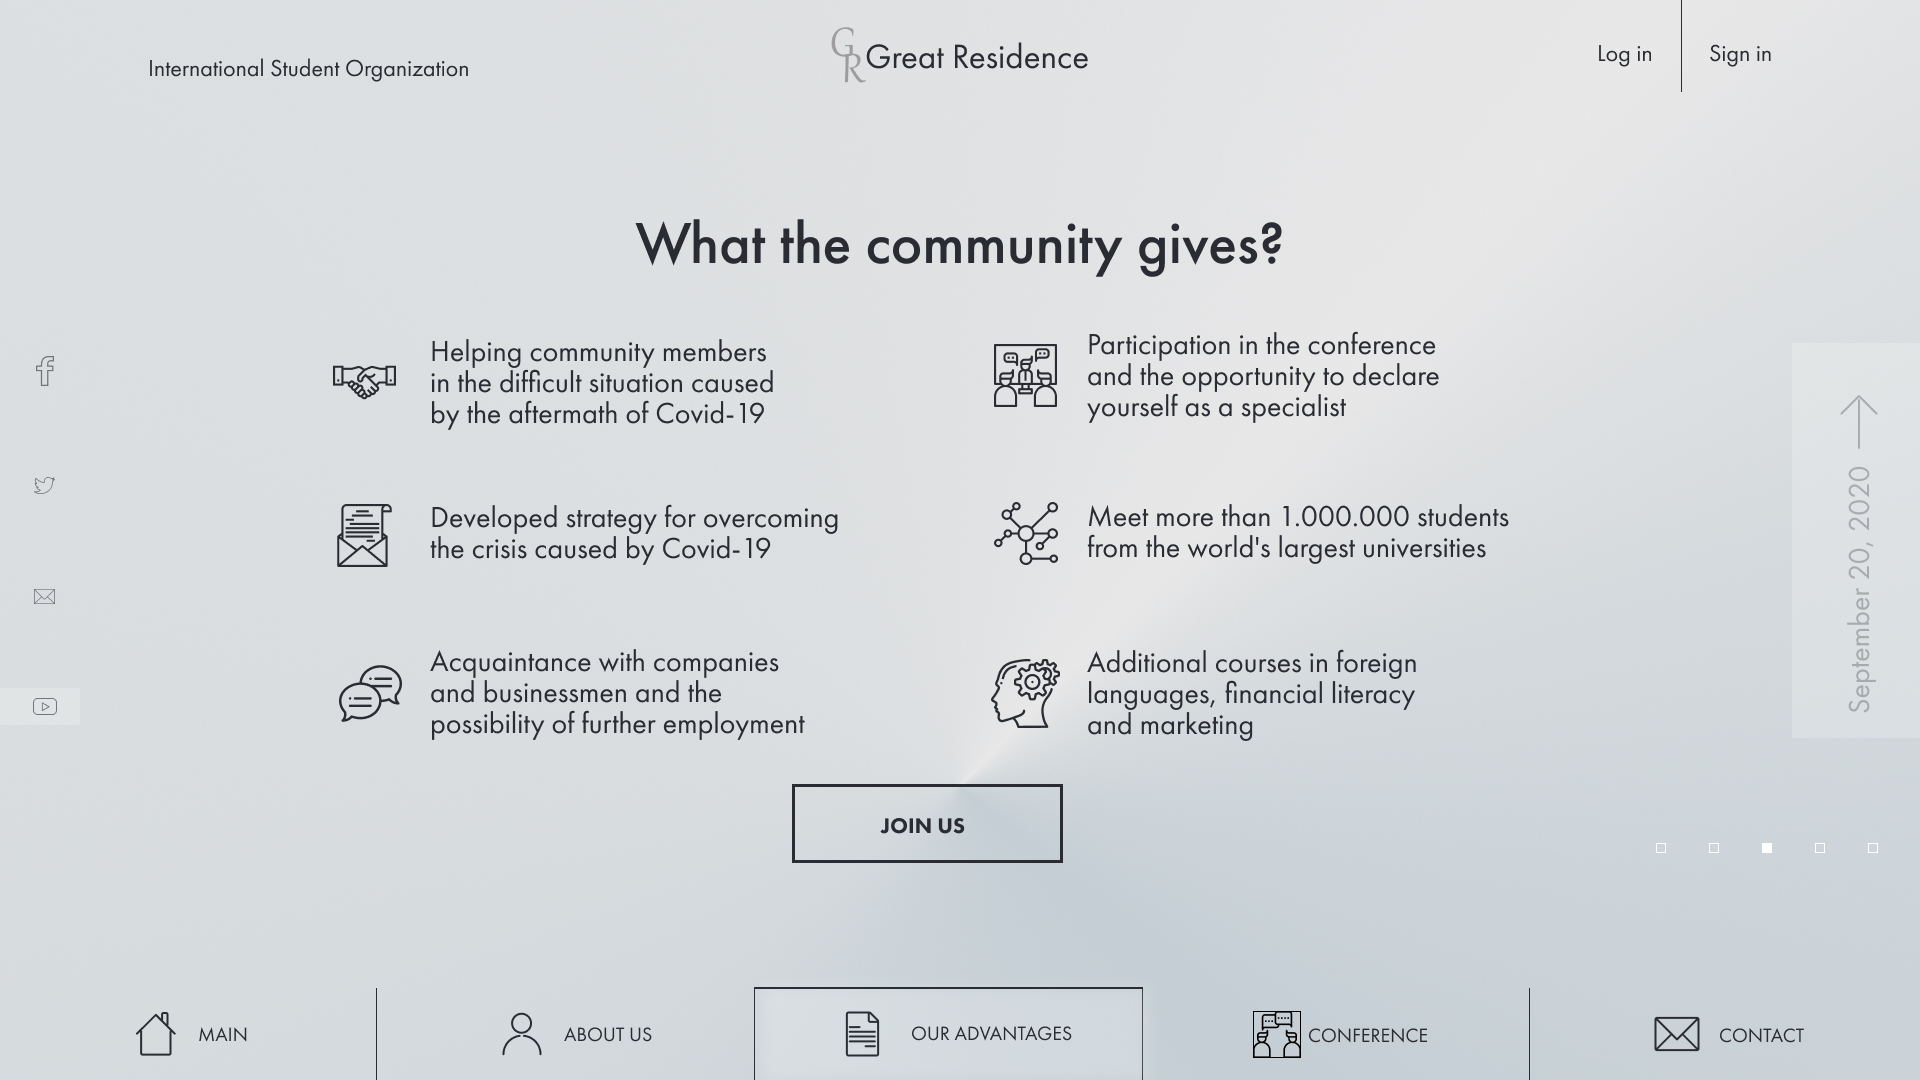 International Student Organization
GR
Great Residence
Log in
Sign in
What the community gives?
Helping community members
in the difficult situation caused
by the aftermath of Covid-19
Participation in the conference
and the opportunity to declare
yourself as a specialist
Developed strategy for overcoming
the crisis caused by Covid-19
Meet more than 1.000.000 students
from the world's largest universities
Acquaintance with companies
and businessmen and the
possibility of further employment
Additional courses in foreign
languages, financial literacy
and marketing
September 20, 2020
JOIN US
MAIN
ABOUT US
OUR ADVANTAGES
CONFERENCE
CONTACT